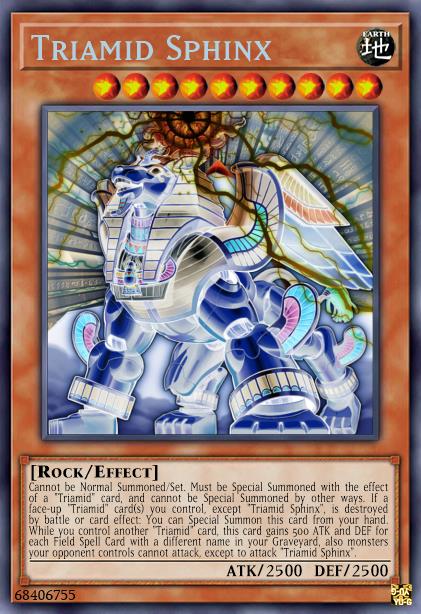 TRIAMID SPHINX
EARTH
地
[ROCK/EFFECT]
Cannot be Normal Summoned/Set. Must be Special Summoned with the effect
of a "Triamid" card, and cannot be Special Summoned by other ways. If a
face-up "Triamid" card(s) you control, except "Triamid Sphinx", is destroyed
by battle or card effect: You can Special Summon this card from your hand.
While you control another "Triamid" card, this card gains 500 ATK and DEF for
each Field Spell Card with a different name in your Graveyard, also monsters
your opponent controls cannot attack, except to attack "Triamid Sphinx".
ATK/2500 DEF/2500
68406755